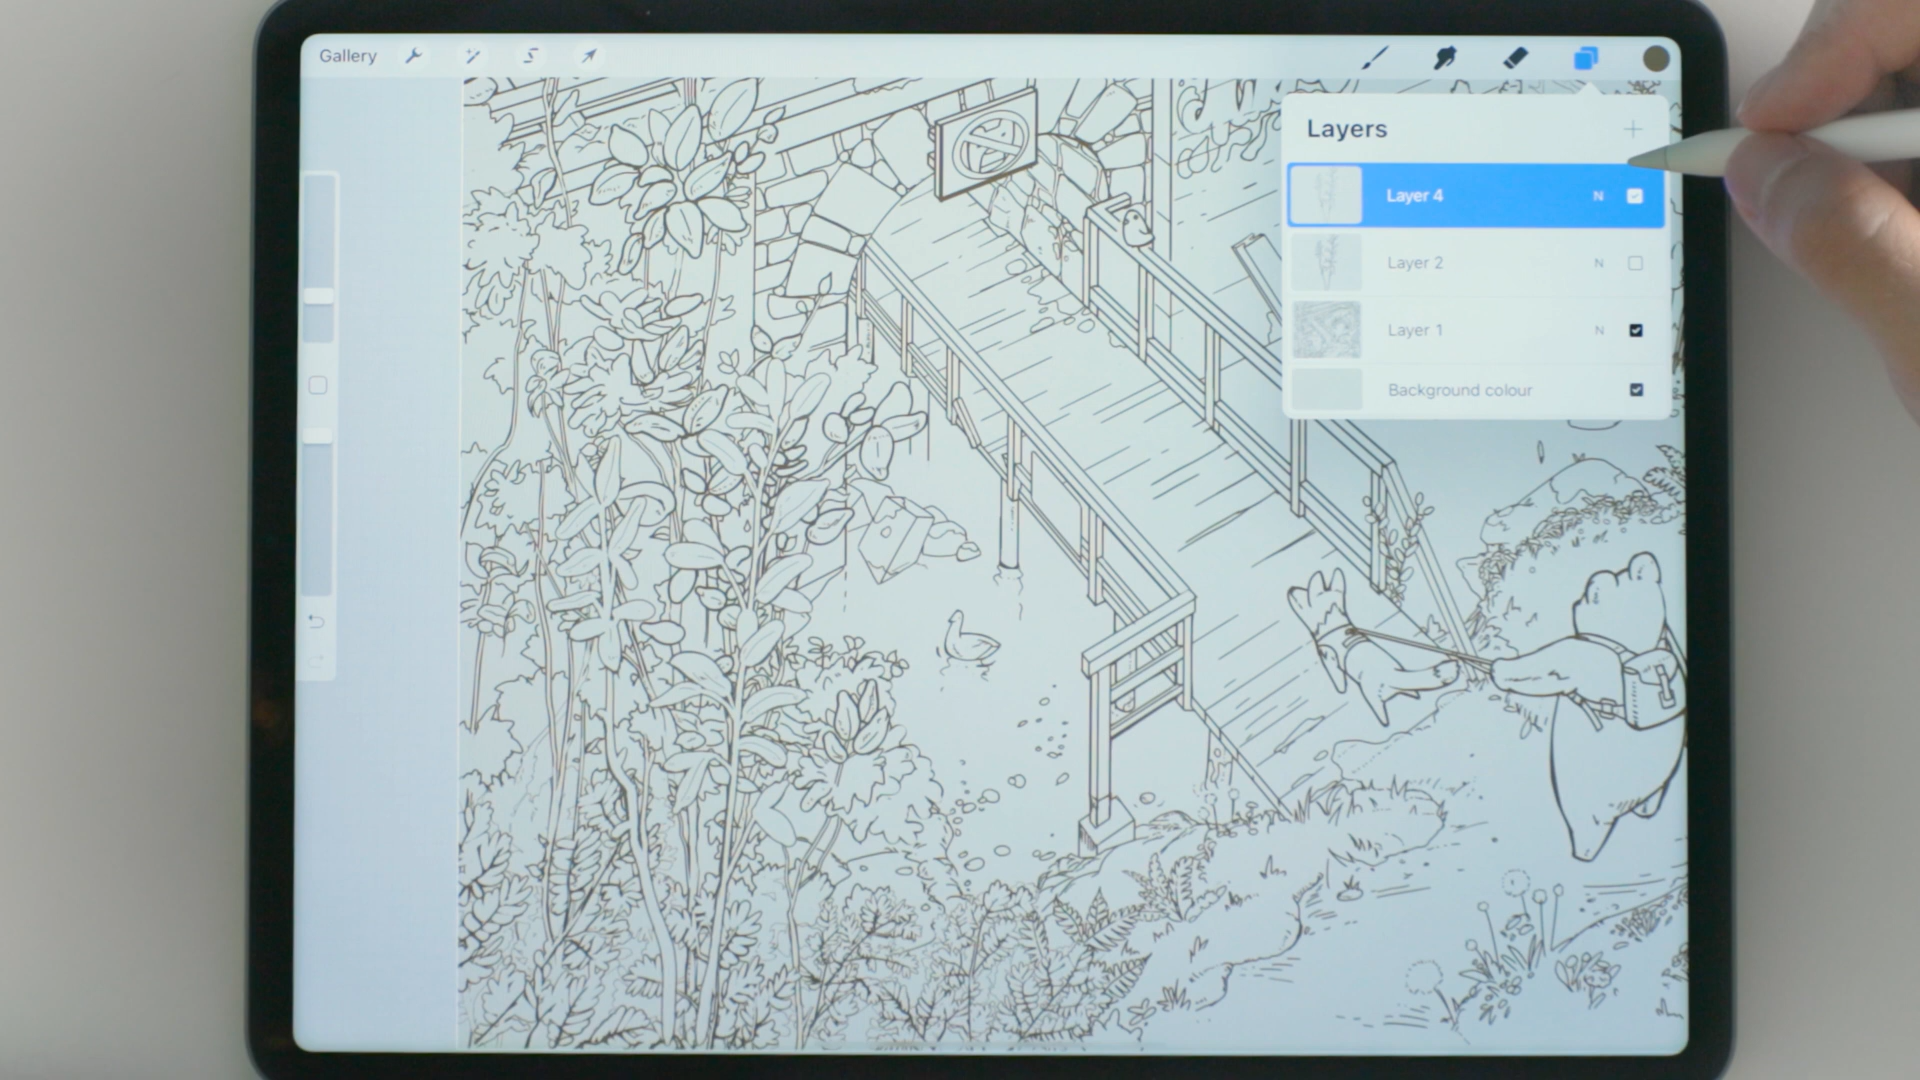 Gallery
Layers
Layer 4 N
Layer 2 N
Layer 1 N
Background colour